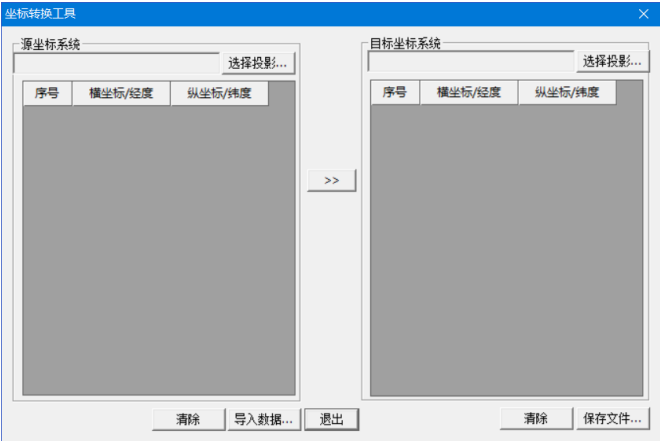 坐标转换工具
源坐标系统
选择投影...
序号 横坐标/经度 纵坐标/纬度
>>
清除 导入数据... 退出
目标坐标系统
选择投影...
序号 横坐标/经度 纵坐标/纬度
清除 保存文件...